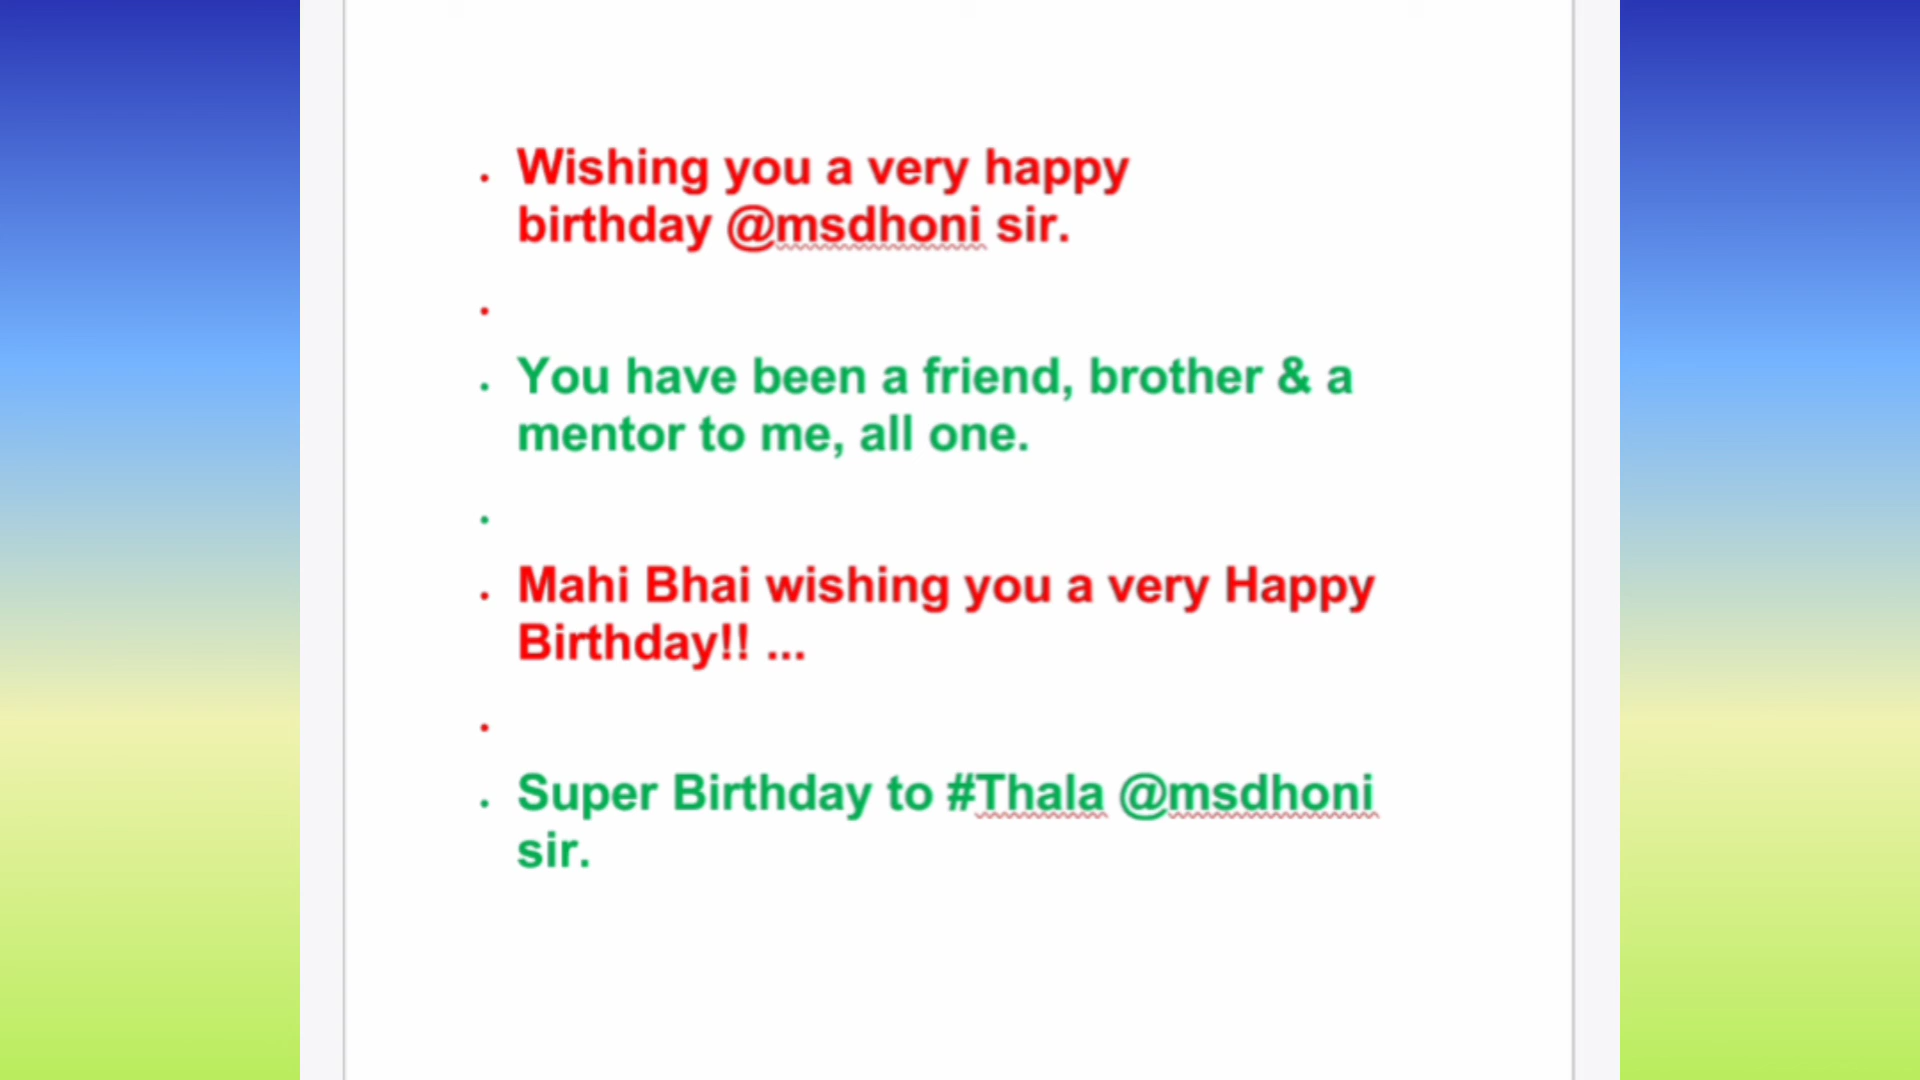 Wishing you a very happy
birthday @msdhoni sir.
You have been a friend, brother & a
mentor to me, all one.
Mahi Bhai wishing you a very Happy
Birthday!! ...
Super Birthday to #Thala @msdhoni
sir.